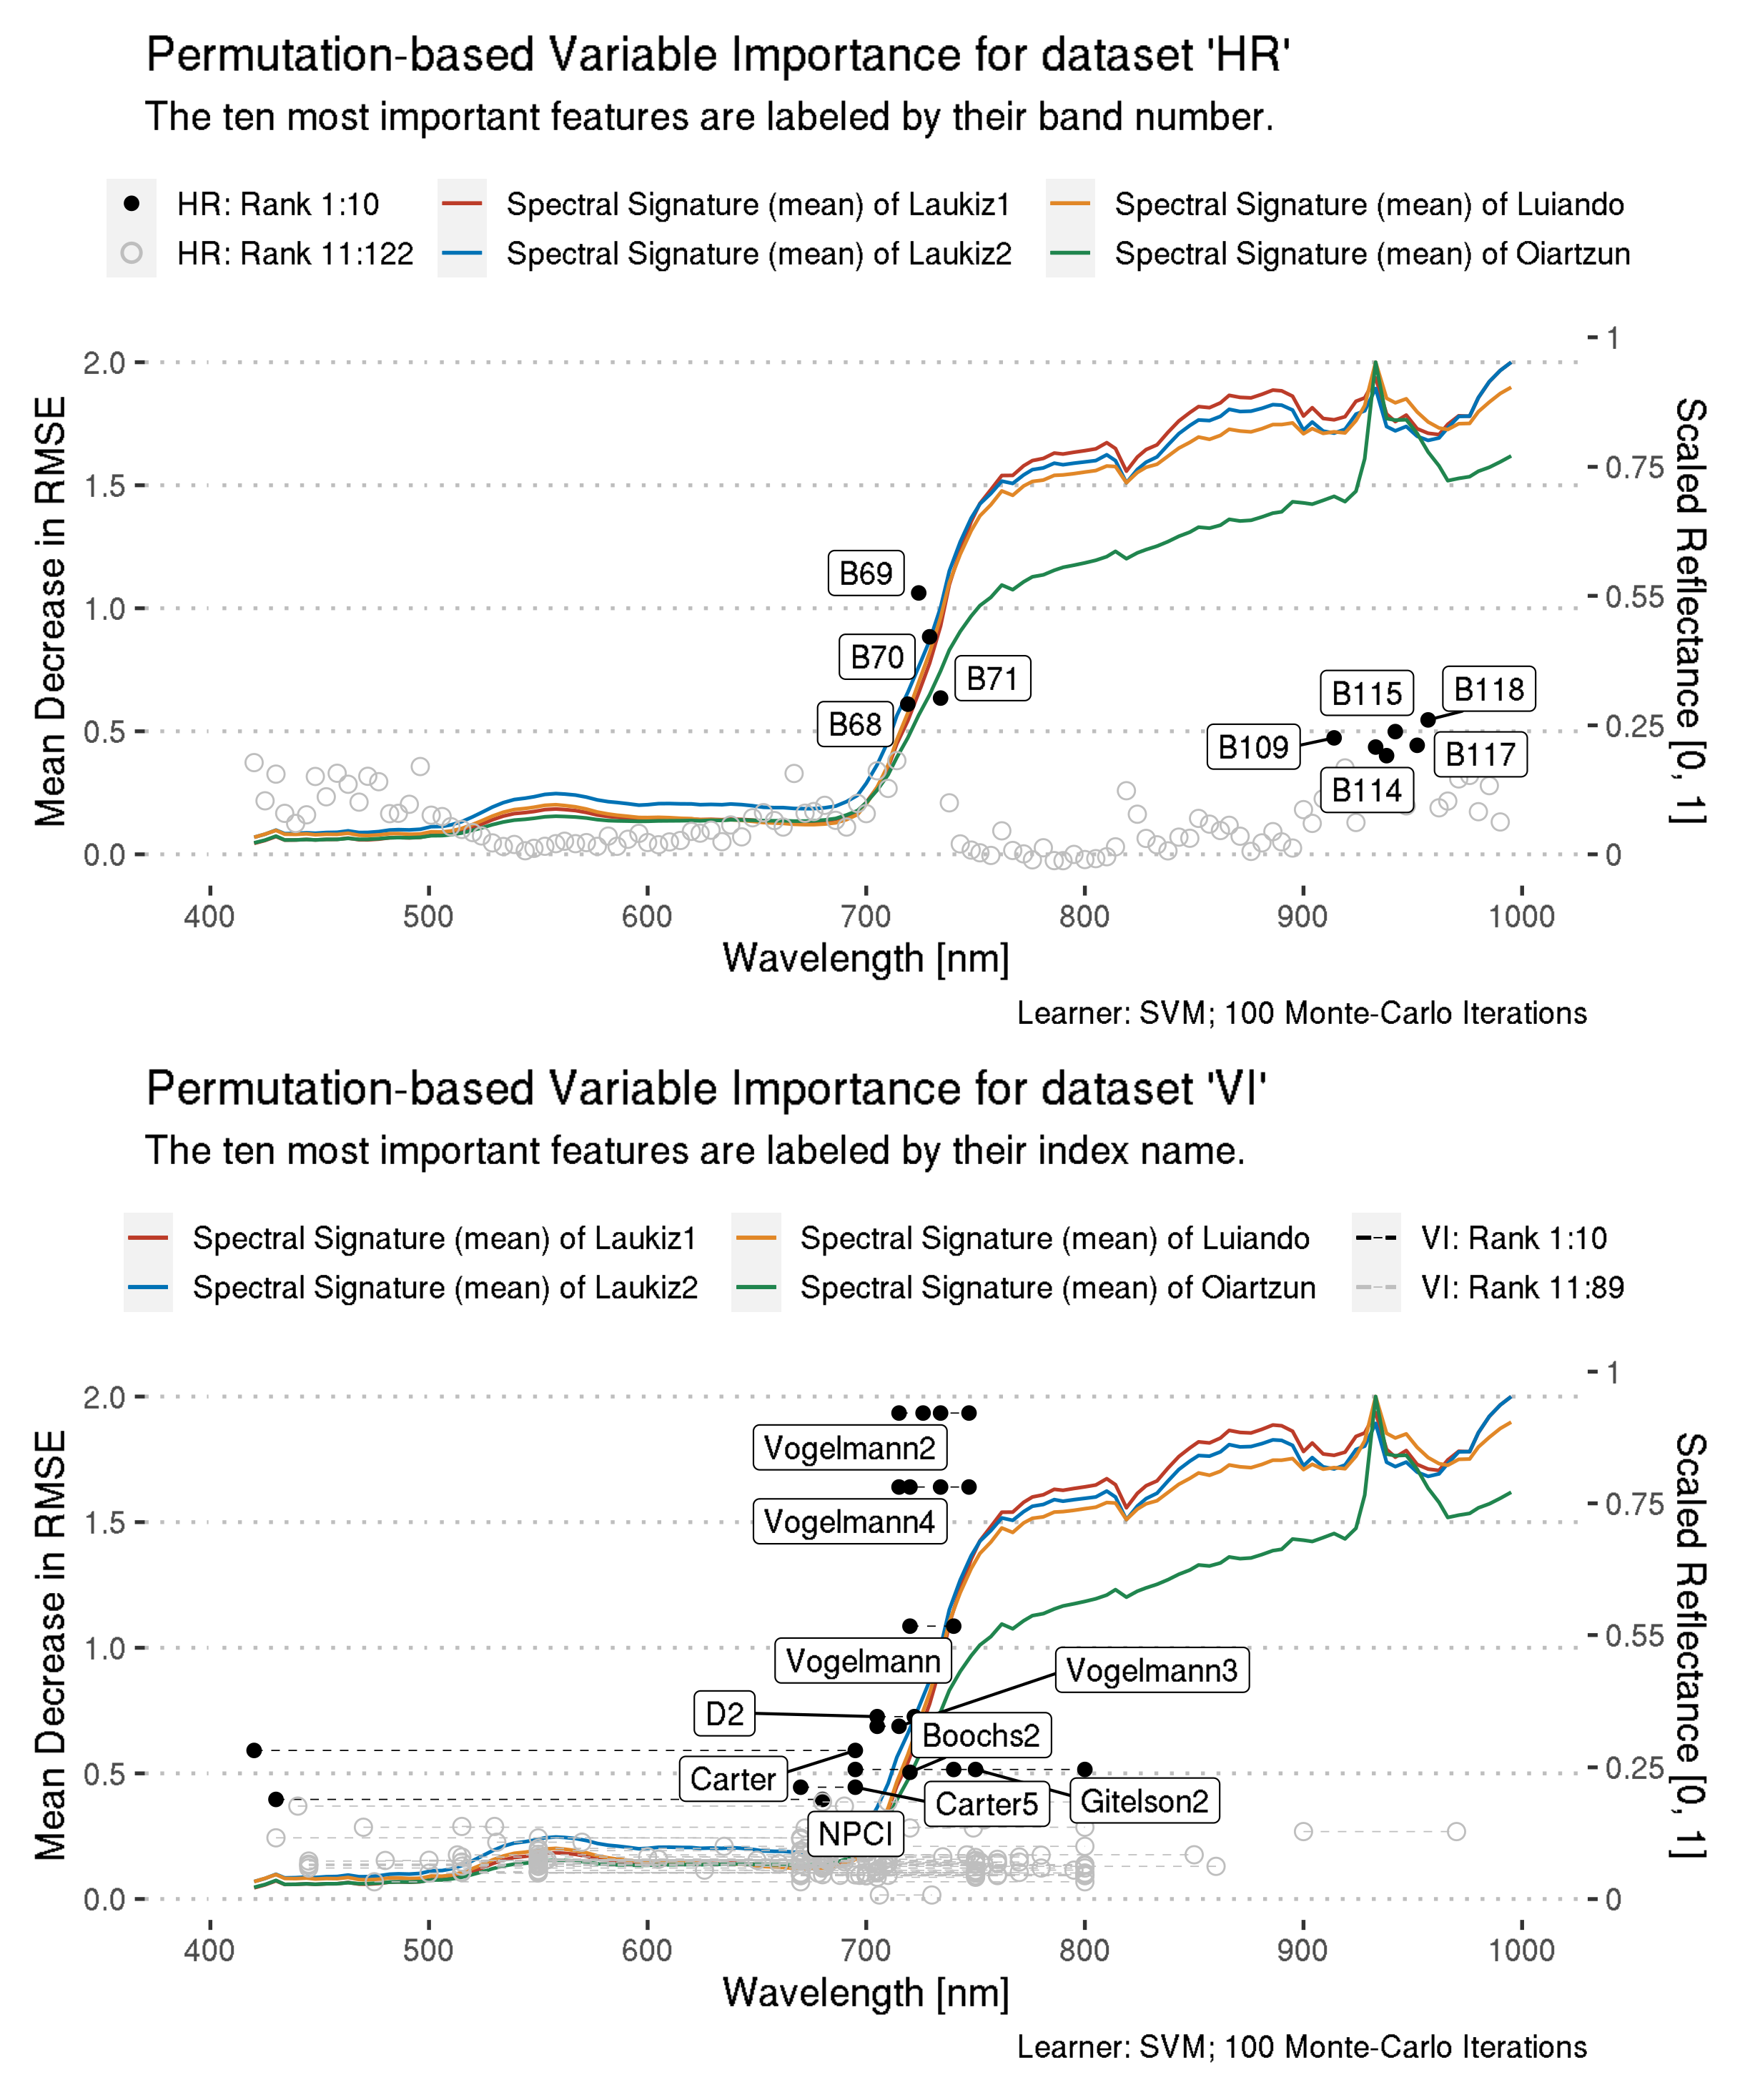 Permutation-based Variable Importance for dataset 'HR'
The ten most important features are labeled by their band number.
HR: Rank 1:10
Spectral Signature (mean) of Laukiz1
Spectral Signature (mean) of Luiando
HR: Rank 11:122
Spectral Signature (mean) of Laukiz2
Spectral Signature (mean) of Oiartzun
Mean Decrease in RMSE
2.0
1.5
1.0
0.5
0.0
B69
B70
B71
B68
B115
B118
B109
B117
B114
1
0.75
0.55
0.25
0
Scaled Reflectance [0, 1]
400 500 600 700 800 900 1000
Wavelength [nm]
Learner: SVM; 100 Monte-Carlo Iterations
Permutation-based Variable Importance for dataset 'VI'
The ten most important features are labeled by their index name.
Spectral Signature (mean) of Laukiz1
Spectral Signature (mean) of Luiando
VI: Rank 1:10
Spectral Signature (mean) of Laukiz2
Spectral Signature (mean) of Oiartzun
VI: Rank 11:89
Mean Decrease in RMSE
2.0
1.5
1.0
0.5
0.0
Vogelmann2
Vogelmann4
Vogelmann
Vogelmann3
D2
Boochs2
Carter
Carter5
Gitelson2
NPCI
1
0.75
0.55
0.25
0
Scaled Reflectance [0, 1]
400 500 600 700 800 900 1000
Wavelength [nm]
Learner: SVM; 100 Monte-Carlo Iterations